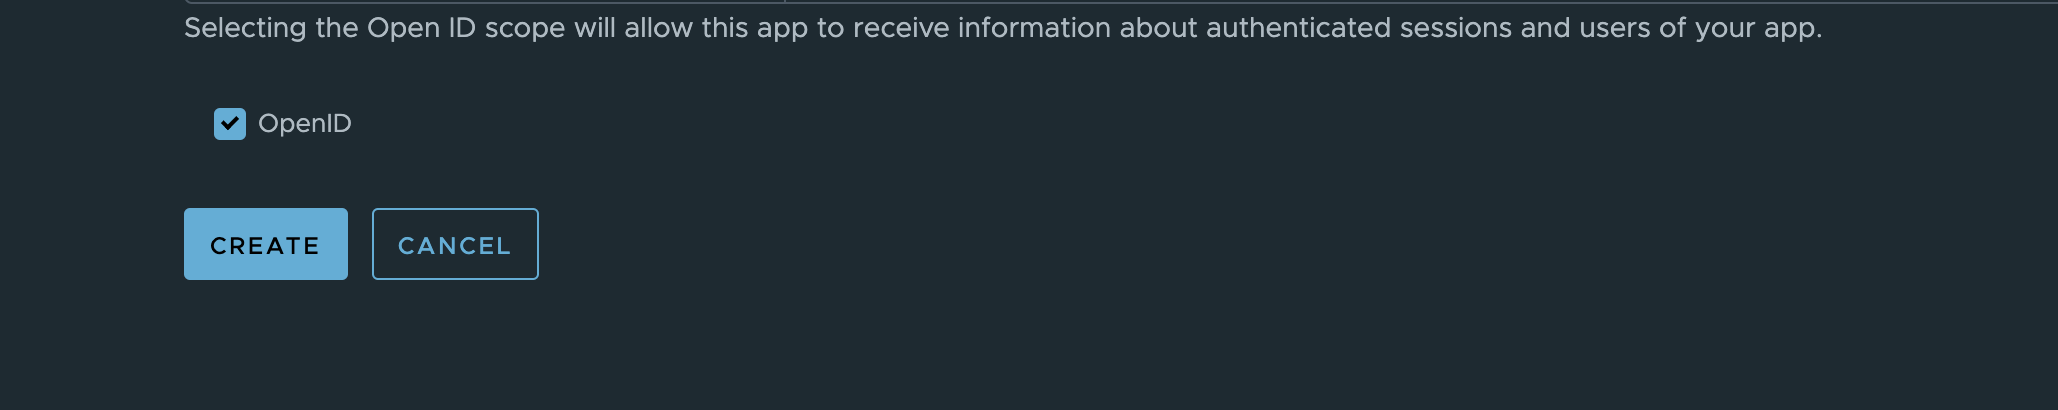 Selecting the Open ID scope will allow this app to receive information about authenticated sessions and users of your app.
OpenID
CREATE
CANCEL